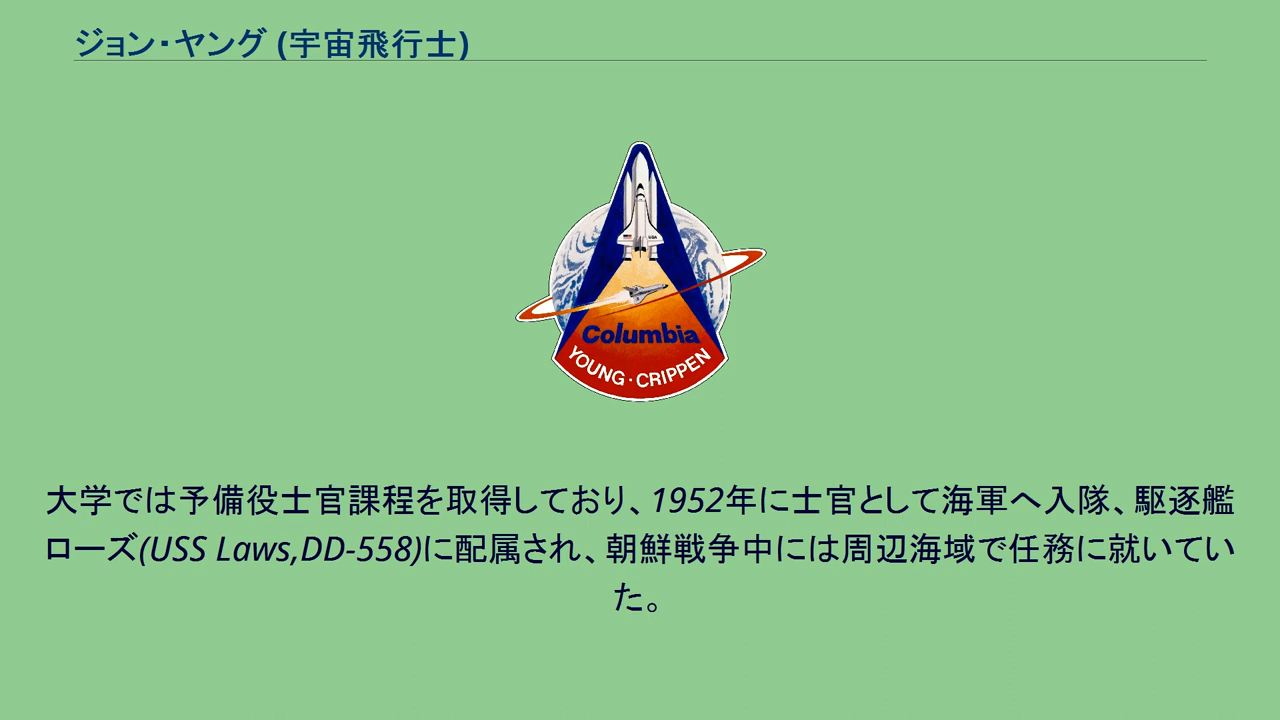 ジョン・ヤング (宇宙飛行士)
USA
Columbia
YOUNG · CRIPPEN
大学では予備役士官課程を取得しており、1952年に士官として海軍へ入隊、駆逐艦
ローズ(USS Laws,DD-558)に配属され、朝鮮戦争中には周辺海域で任務に就いてい
た。